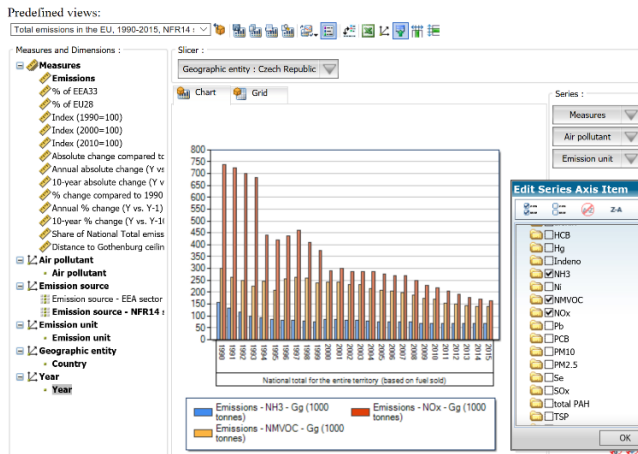 Predefined views:
Total emissions in the EU, 1990-2015, NFR14 s
Measures and Dimensions :
Measures
Emissions
% of EEA33
% of EU28
Index (1990=100)
Index (2000=100)
Index (2010=100)
Absolute change compared to
Annual absolute change (Y vs
10-year absolute change (Y v
% change compared to 1990
Annual % change (Y vs. Y-1)
10-year % change (Y vs. Y-1(
Share of National Total emiss
Distance to Gothenburg ceilin
Air pollutant
Air pollutant
Emission source
Emission source - EEA sector
Emission source - NFR14 s
Emission unit
Emission unit
Geographic entity
Country
Year
Year
Slicer :
Geographic entity : Czech Republic
Chart
Grid
800
750
700
650
600
550
500
450
400
350
300
250
200
150
100
50
0
1990 1991 1992 1993 1994 1995 1996 1997 1998 1999 2000 2001 2002 2003 2004 2005 2006 2007 2008 2009 2010 2011 2012 2013 2014 2015
National total for the entire territory (based on fuel sold)
Emissions - NH3 - Gg (1000
tonnes)
Emissions - NOx - Gg (1000
tonnes)
Emissions - NMVOC - Gg (1000
tonnes)
Series :
Measures
Air pollutant
Emission unit
Edit Series Axis Item
Z-A
HCB
Hg
Indeno
NH3
Ni
NMVOC
NOx
Pb
PCB
PM10
PM2.5
Se
SOx
total PAH
TSP
OK